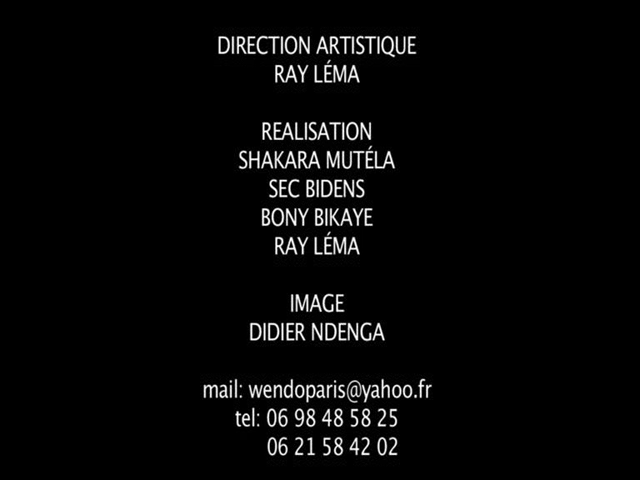 DIRECTION ARTISTIQUE
RAY LÉMA
REALISATION
SHAKARA MUTÉLA
SEC BIDENS
BONY BIKAYE
RAY LÉMA
IMAGE
DIDIER NDENGA
mail: wendoparis@yahoo.fr
tel: 06 98 48 58 25
06 21 58 42 02